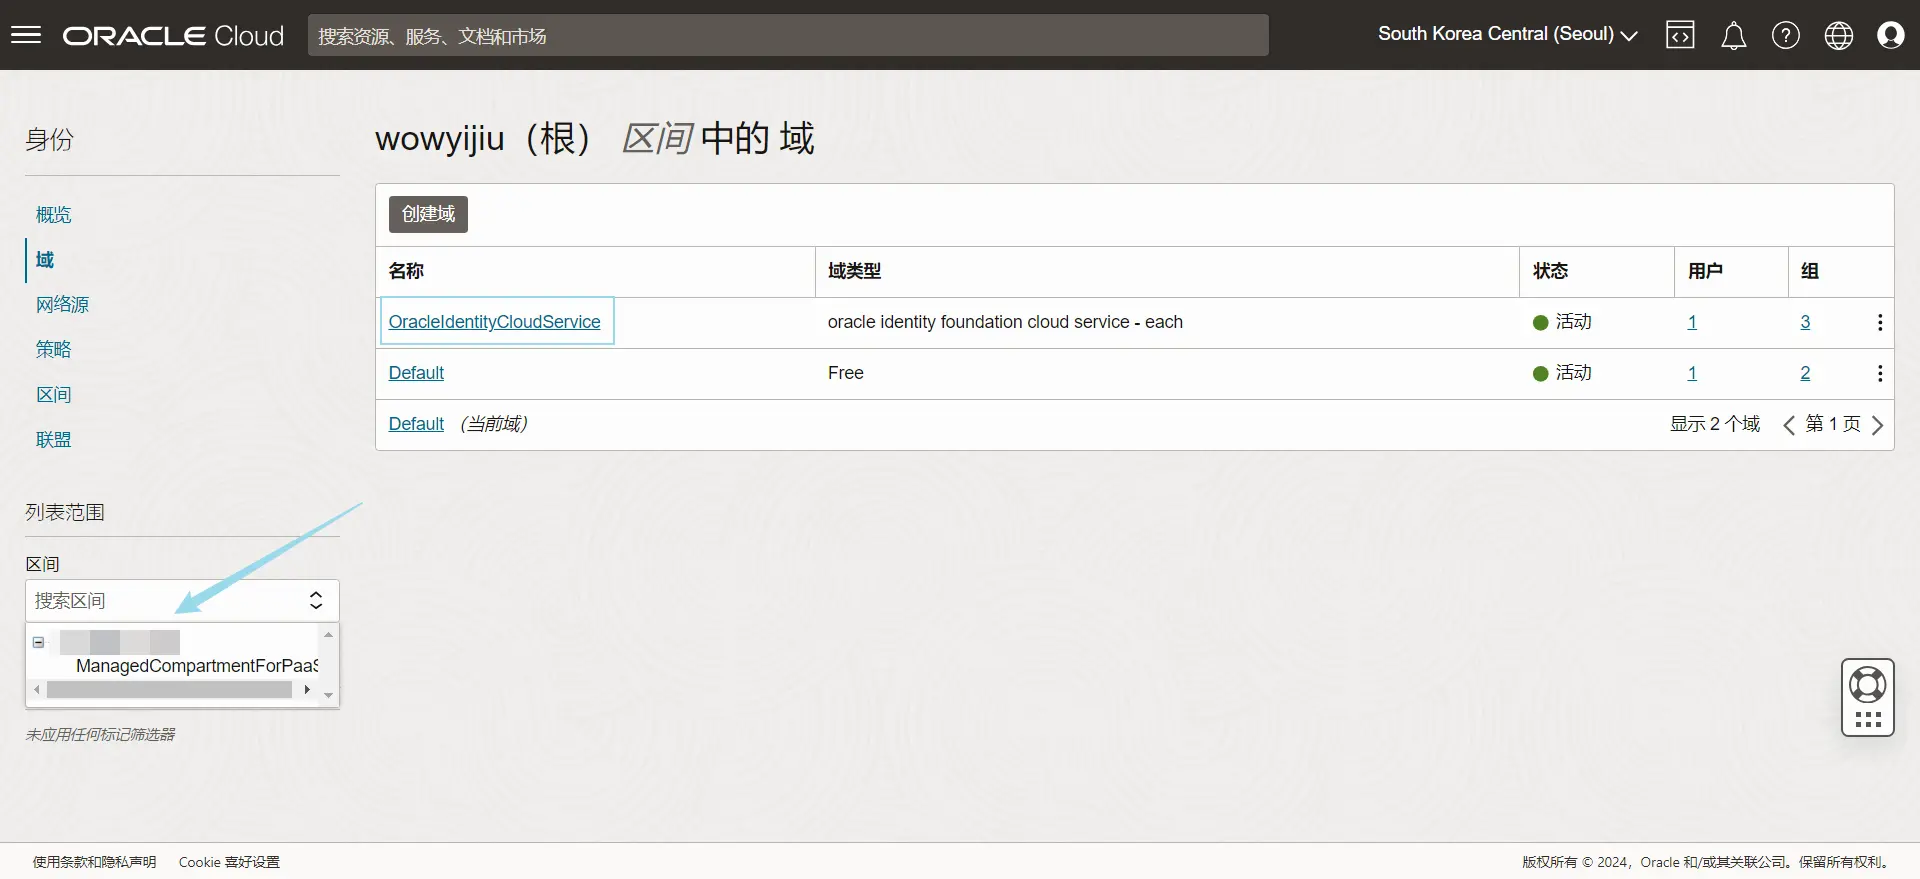 ORACLE Cloud
搜索资源、服务、文档和市场
South Korea Central (Seoul)
身份
概览
域
网络源
策略
区间
联盟
列表范围
区间
搜索区间
ManagedCompartmentForPaaS
未应用任何标记筛选器
wowyijiu（根） 区间 中的 域
创建域
名称 域类型 状态 用户 组
OracleIdentityCloudService oracle identity foundation cloud service - each 活动 1 3
Default Free 活动 1 2
Default （当前域） 显示 2 个域 第 1 页
使用条款和隐私声明 Cookie 喜好设置 版权所有 © 2024，Oracle 和/或其关联公司。保留所有权利。